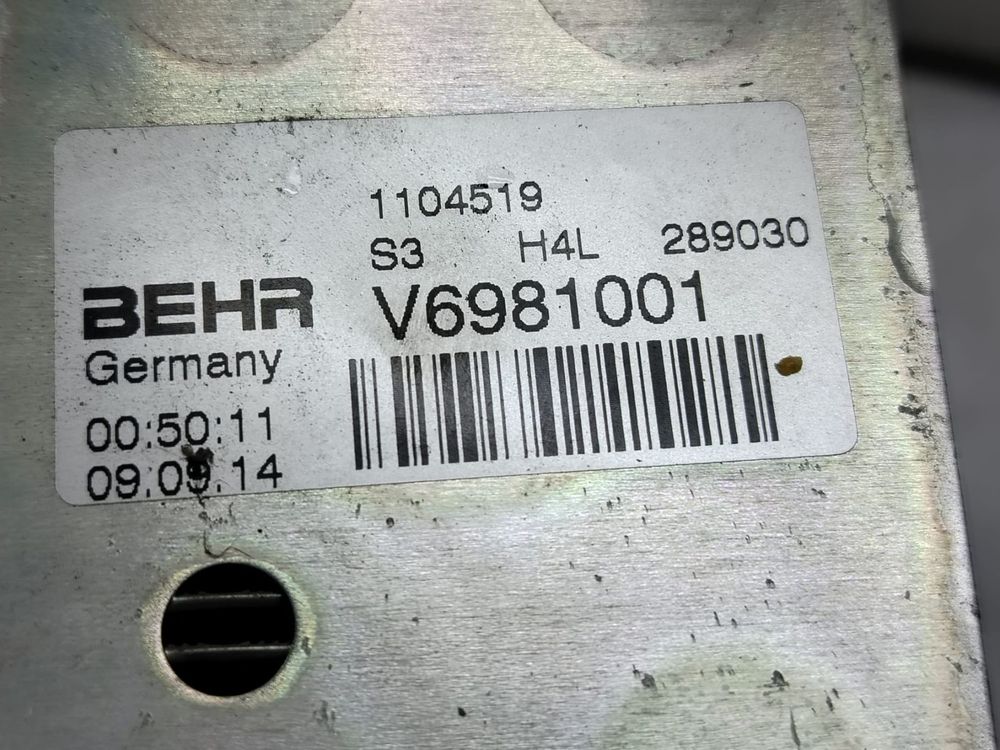 1104519
S3 H4L 289030
BEHR V6981001
Germany
00:50:11
09.09.14